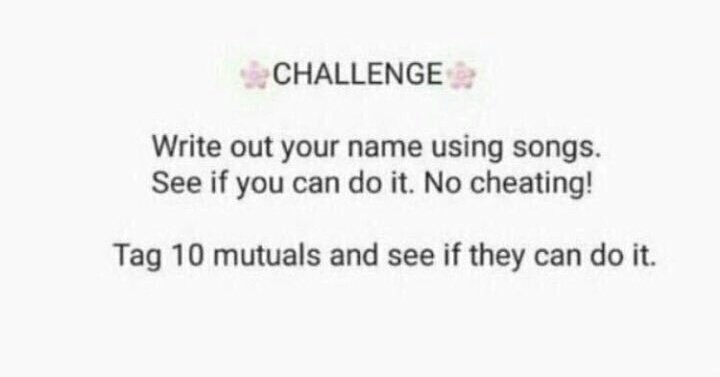 🌸CHALLENGE🌸
Write out your name using songs.
See if you can do it. No cheating!
Tag 10 mutuals and see if they can do it.